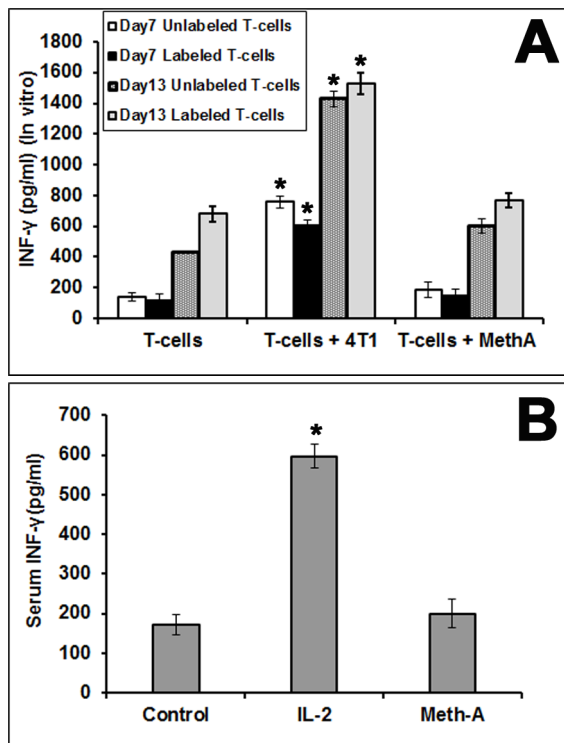 Day7 Unlabeled T-cells
Day7 Labeled T-cells
Day13 Unlabeled T-cells
Day13 Labeled T-cells
A
INF-γ (pg/ml) (In vitro)
1800
1600
1400
1200
1000
800
600
400
200
0
* * * *
T-cells T-cells + 4T1 T-cells + MethA
B
Serum INF-γ(pg/ml)
700
600
500
400
300
200
100
0
*
Control IL-2 Meth-A